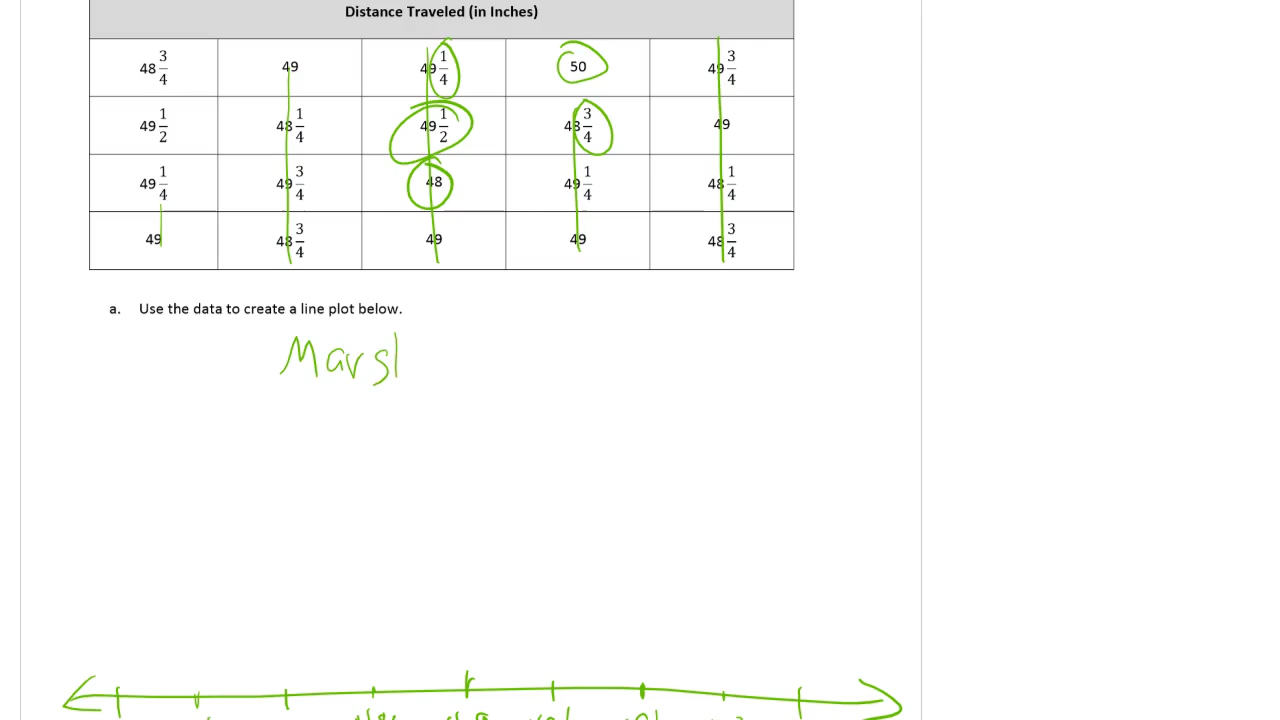 Distance Traveled (in Inches)
48 3/4 49 49 1/4 50 49 3/4
49 1/2 48 1/4 49 1/2 48 3/4 49
49 1/4 49 3/4 48 49 1/4 48 1/4
49 48 3/4 49 49 48 3/4
a. Use the data to create a line plot below.
Marsh